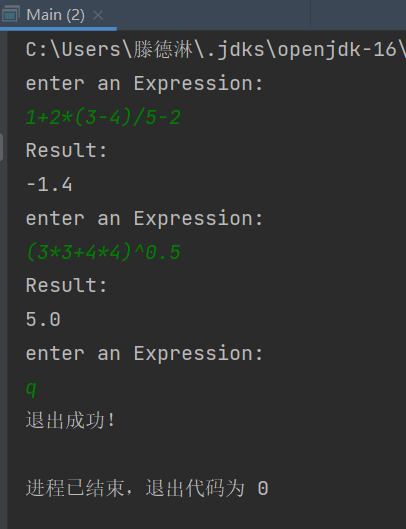 Main (2)
C:\Users\滕德淋\.jdks\openjdk-16\
enter an Expression:
1+2*(3-4)/5-2
Result:
-1.4
enter an Expression:
(3*3+4*4)^0.5
Result:
5.0
enter an Expression:
q
退出成功!
进程已结束,退出代码为 0